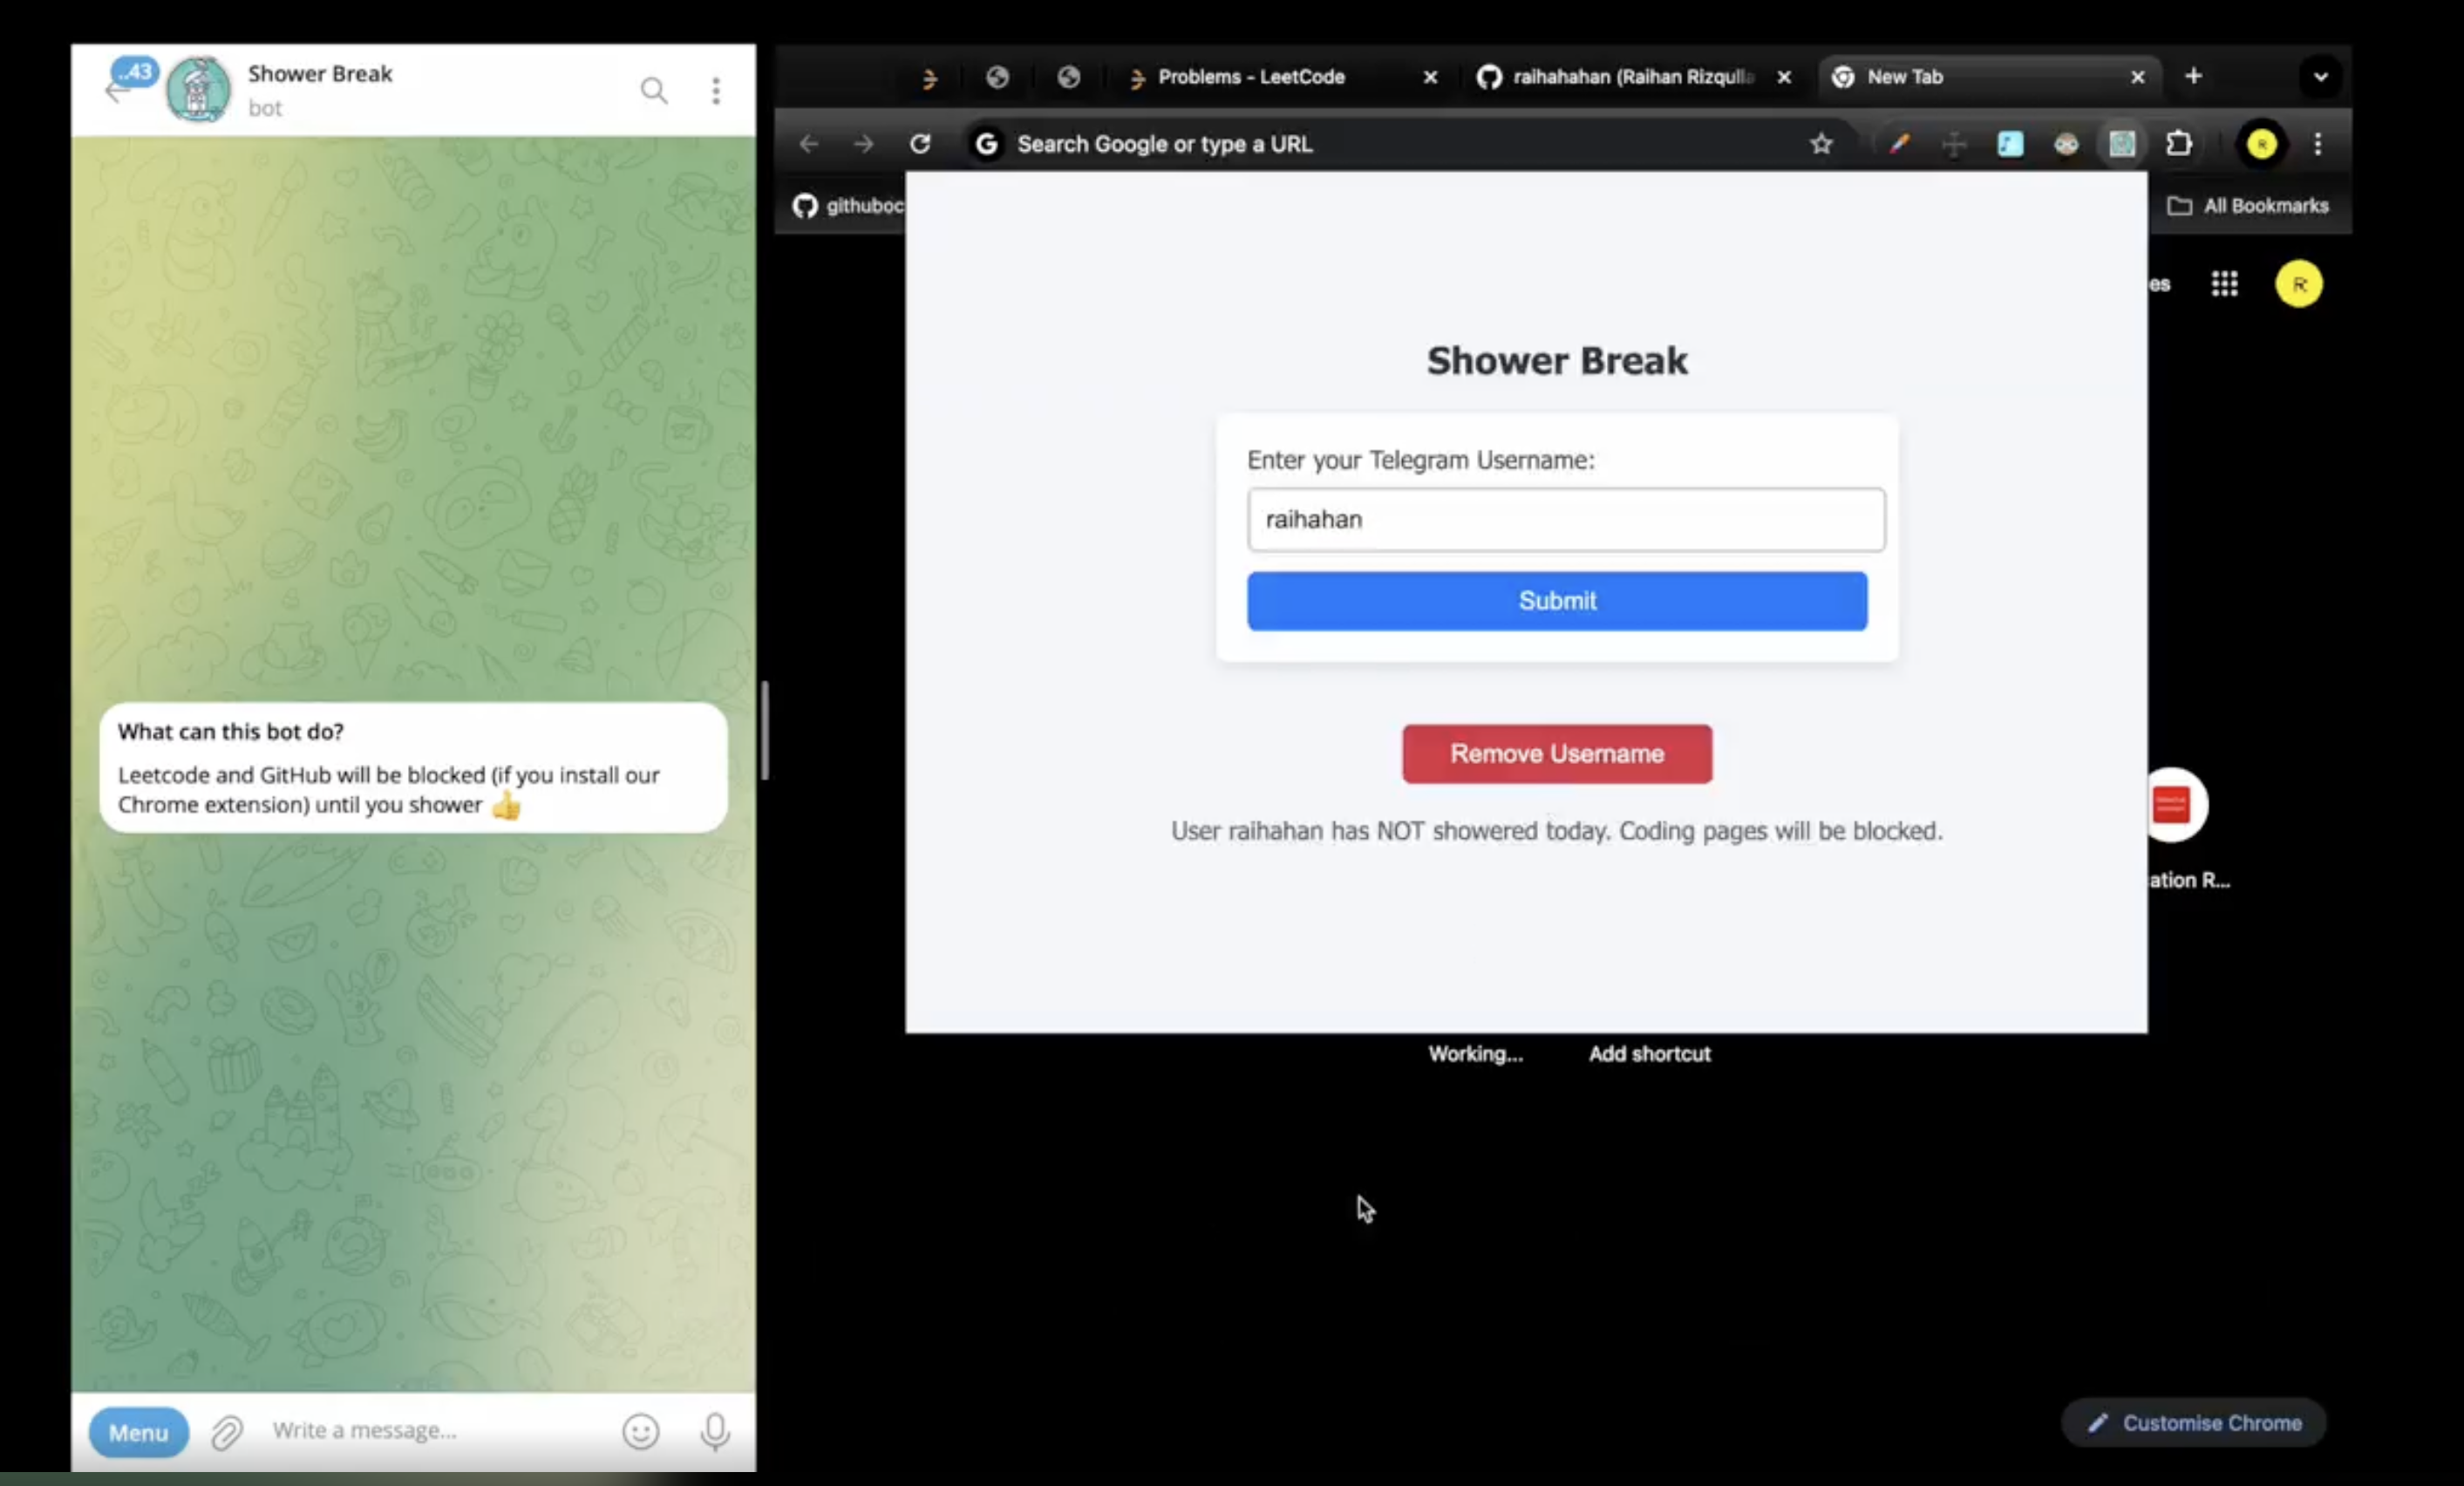 ..43
Shower Break
bot
What can this bot do?
Leetcode and GitHub will be blocked (if you install our
Chrome extension) until you shower 👍
Menu
Write a message...
Problems - LeetCode
raihahahan (Raihan Rizqulla
New Tab
Search Google or type a URL
R
githuboc
All Bookmarks
es
R
Shower Break
Enter your Telegram Username:
raihahan
Submit
Remove Username
User raihahan has NOT showered today. Coding pages will be blocked.
ation R...
Working...
Add shortcut
Customise Chrome